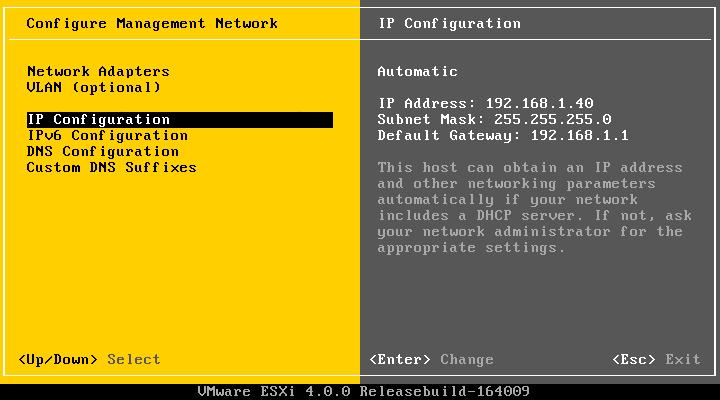 Configure Management Network
Network Adapters
VLAN (optional)
IP Configuration
IPv6 Configuration
DNS Configuration
Custom DNS Suffixes
<Up/Down> Select
IP Configuration
Automatic
IP Address: 192.168.1.40
Subnet Mask: 255.255.255.0
Default Gateway: 192.168.1.1
This host can obtain an IP address
and other networking parameters
automatically if your network
includes a DHCP server. If not, ask
your network administrator for the
appropriate settings.
<Enter> Change <Esc> Exit
VMware ESXi 4.0.0 Releasebuild-164009